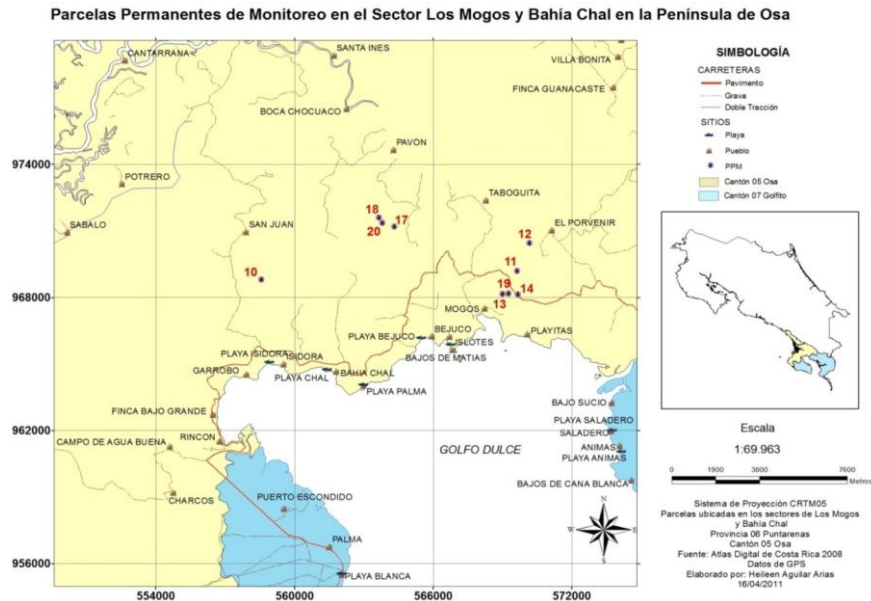 Parcelas Permanentes de Monitoreo en el Sector Los Mogos y Bahía Chal en la Península de Osa
CANTARRANA
SANTA INES
VILLA BONITA
FINCA GUANACASTE
BOCA CHOCUACO
PAVON
974000
POTRERO
TABOGUITA
SABALO
SAN JUAN
18
20
17
EL PORVENIR
12
10
11
968000
19
13
14
MOGOS
PLAYITAS
PLAYA BEJUCO
BEJUCO
ISLOTES
BAJOS DE MATIAS
PLAYA ISIDORA
ISIDORA
GARROBO
PLAYA CHAL
BAHIA CHAL
PLAYA PALMA
FINCA BAJO GRANDE
BAJO SUCIO
962000
RINCON
CAMPO DE AGUA BUENA
PLAYA SALADERO
SALADERO
GOLFO DULCE
ANIMAS
PLAYA ANIMAS
BAJOS DE CANA BLANCA
CHARCOS
PUERTO ESCONDIDO
PALMA
956000
PLAYA BLANCA
N
W
E
S
554000
560000
566000
572000
SIMBOLOGÍA
CARRETERAS
Pavimento
Grava
Doble Tracción
SITIOS
Playa
Pueblo
PPM
Cantón 05 Osa
Cantón 07 Golfito
Escala
1:69.963
0 1900 3800 7600
Metros
Sistema de Proyección CRTM05
Parcelas ubicadas en los sectores de Los Mogos
y Bahía Chal
Provincia 06 Puntarenas
Cantón 05 Osa
Fuente: Atlas Digital de Costa Rica 2008
Datos de GPS
Elaborado por: Heileen Aguilar Arias
16/04/2011